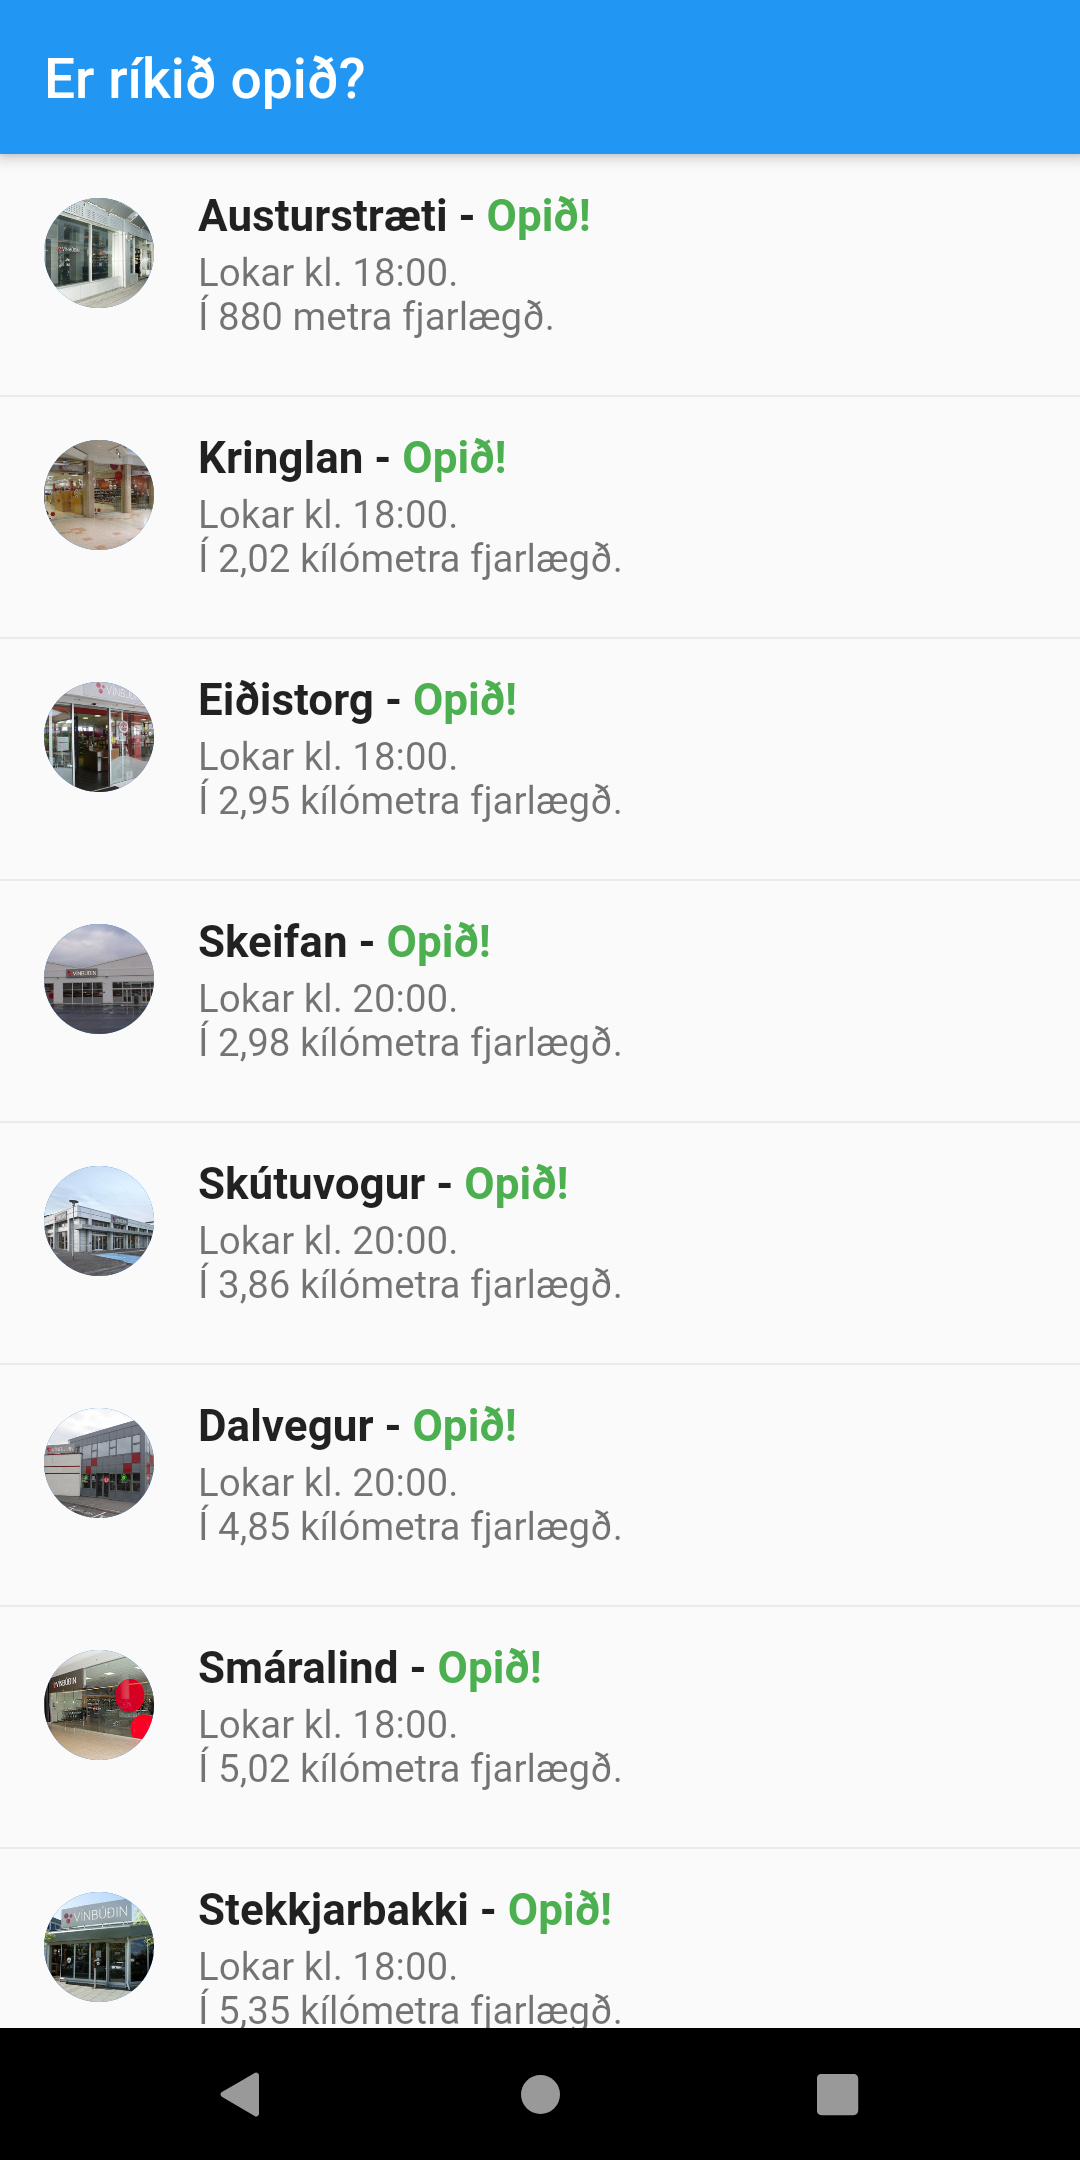 Er ríkið opið?
Austurstræti - Opið!
Lokar kl. 18:00.
Í 880 metra fjarlægð.
Kringlan - Opið!
Lokar kl. 18:00.
Í 2,02 kílómetra fjarlægð.
VÍNBÚÐ
Eiðistorg - Opið!
Lokar kl. 18:00.
Í 2,95 kílómetra fjarlægð.
VÍNBÚÐIN
Skeifan - Opið!
Lokar kl. 20:00.
Í 2,98 kílómetra fjarlægð.
Skútuvogur - Opið!
Lokar kl. 20:00.
Í 3,86 kílómetra fjarlægð.
Dalvegur - Opið!
Lokar kl. 20:00.
Í 4,85 kílómetra fjarlægð.
VÍNBÚÐIN
Smáralind - Opið!
Lokar kl. 18:00.
Í 5,02 kílómetra fjarlægð.
VÍNBÚÐIN
Stekkjarbakki - Opið!
Lokar kl. 18:00.
Í 5,35 kílómetra fjarlægð.